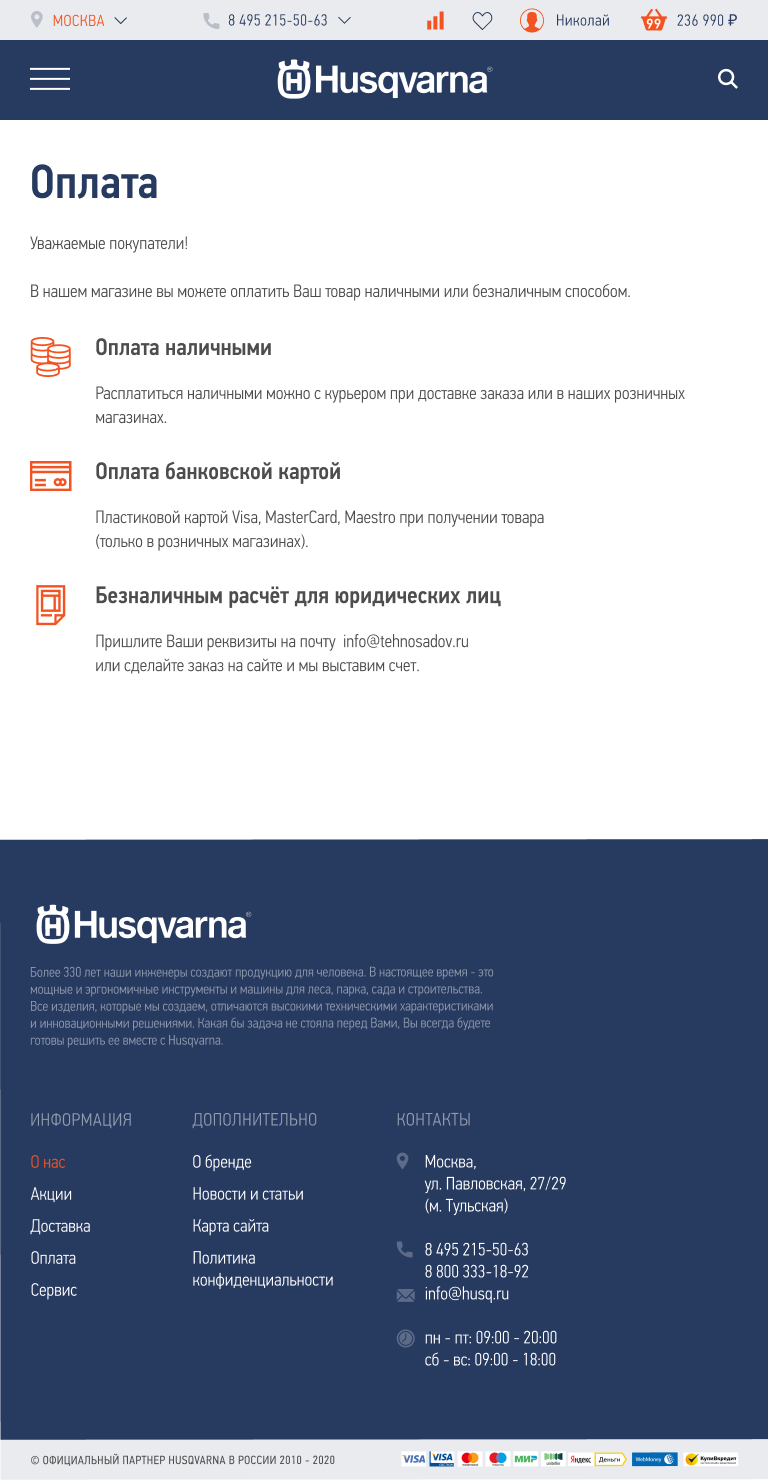 МОСКВА
8 495 215-50-63
Николай
99
236 990 ₽
Husqvarna®
Оплата
Уважаемые покупатели!
В нашем магазине вы можете оплатить Ваш товар наличными или безналичным способом.
Оплата наличными
Расплатиться наличными можно с курьером при доставке заказа или в наших розничных
магазинах.
Оплата банковской картой
Пластиковой картой Visa, MasterCard, Maestro при получении товара
(только в розничных магазинах).
Безналичным расчёт для юридических лиц
Пришлите Ваши реквизиты на почту info@tehnosadov.ru
или сделайте заказ на сайте и мы выставим счет.
Husqvarna®
Более 330 лет наши инженеры создают продукцию для человека. В настоящее время - это
мощные и эргономичные инструменты и машины для леса, парка, сада и строительства.
Все изделия, которые мы создаем, отличаются высокими техническими характеристиками
и инновационными решениями. Какая бы задача не стояла перед Вами, Вы всегда будете
готовы решить ее вместе с Husqvarna.
ИНФОРМАЦИЯ
О нас
Акции
Доставка
Оплата
Сервис
ДОПОЛНИТЕЛЬНО
О бренде
Новости и статьи
Карта сайта
Политика
конфиденциальности
КОНТАКТЫ
Москва,
ул. Павловская, 27/29
(м. Тульская)
8 495 215-50-63
8 800 333-18-92
info@husq.ru
пн - пт: 09:00 - 20:00
сб - вс: 09:00 - 18:00
© ОФИЦИАЛЬНЫЙ ПАРТНЕР HUSQVARNA В РОССИИ 2010 - 2020
VISA VISA МИР Яндекс Деньги WebMoney КупиВкредит